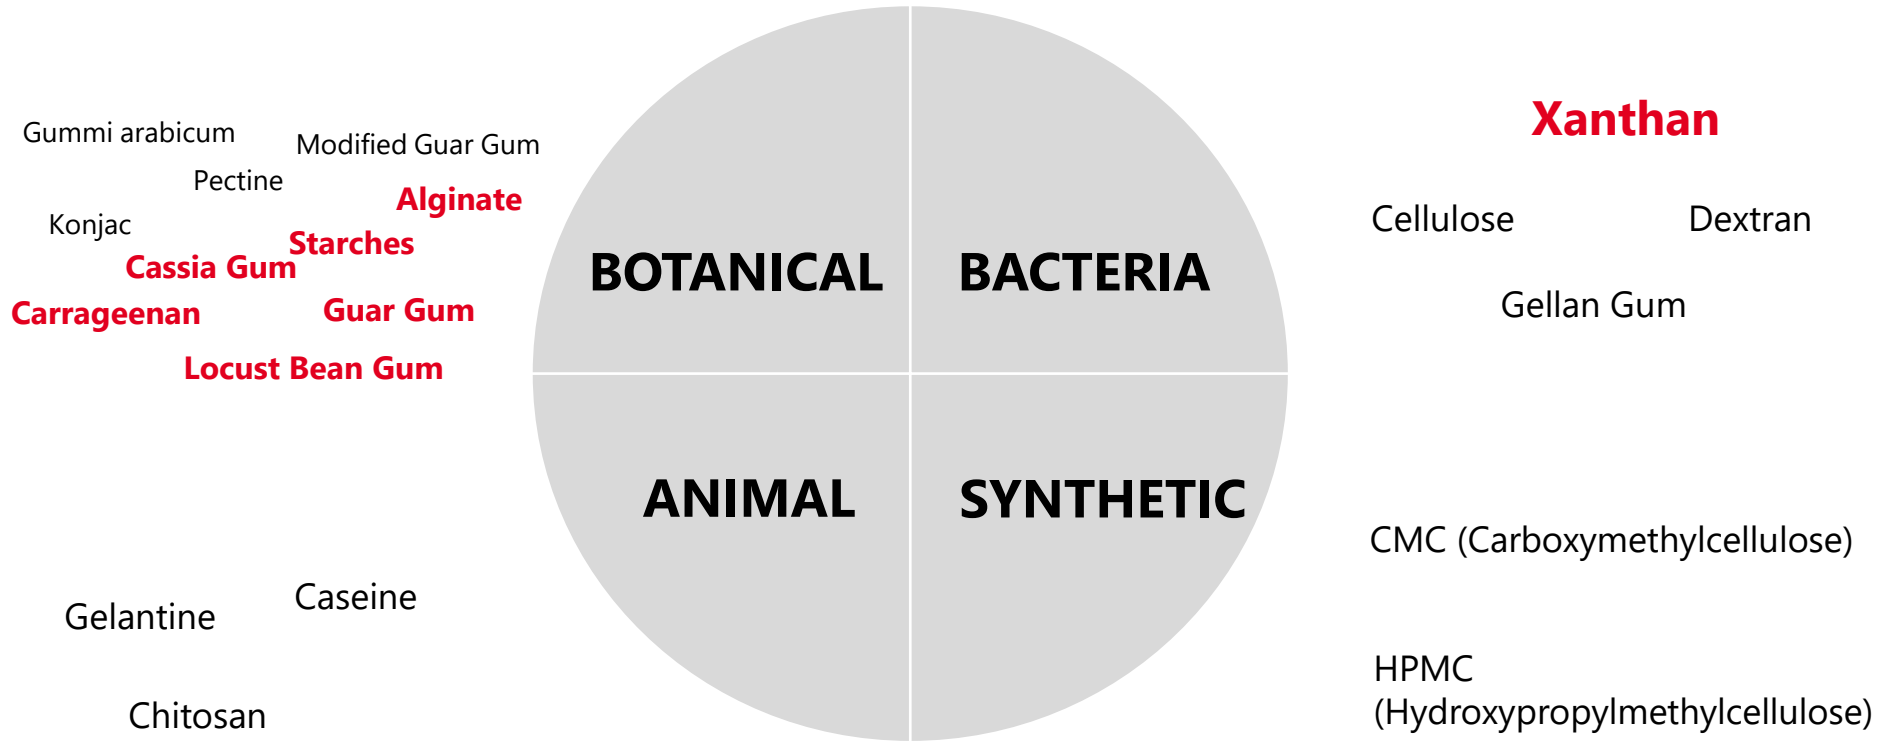 Gummi arabicum
Modified Guar Gum
Pectine
Alginate
Konjac
Starches
Cassia Gum
Carrageenan
Guar Gum
Locust Bean Gum
BOTANICAL
BACTERIA
Xanthan
Cellulose
Dextran
Gellan Gum
ANIMAL
SYNTHETIC
Gelantine
Caseine
Chitosan
CMC (Carboxymethylcellulose)
HPMC
(Hydroxypropylmethylcellulose)